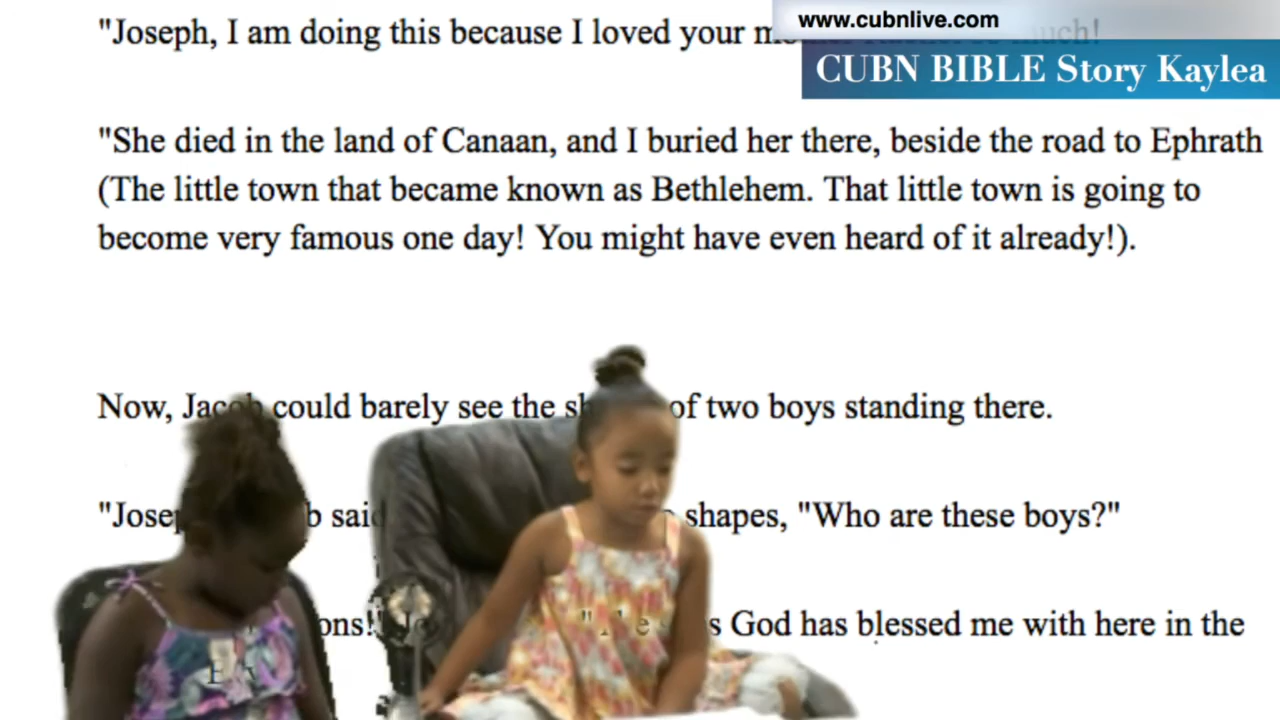 www.cubnlive.com
CUBN BIBLE Story Kaylea
"Joseph, I am doing this because I loved your much!
"She died in the land of Canaan, and I buried her there, beside the road to Ephrath
(The little town that became known as Bethlehem. That little town is going to
become very famous one day! You might have even heard of it already!).
Now, Jacob could barely see the of two boys standing there.
said shapes, "Who are these boys?"
God has blessed me with here in the